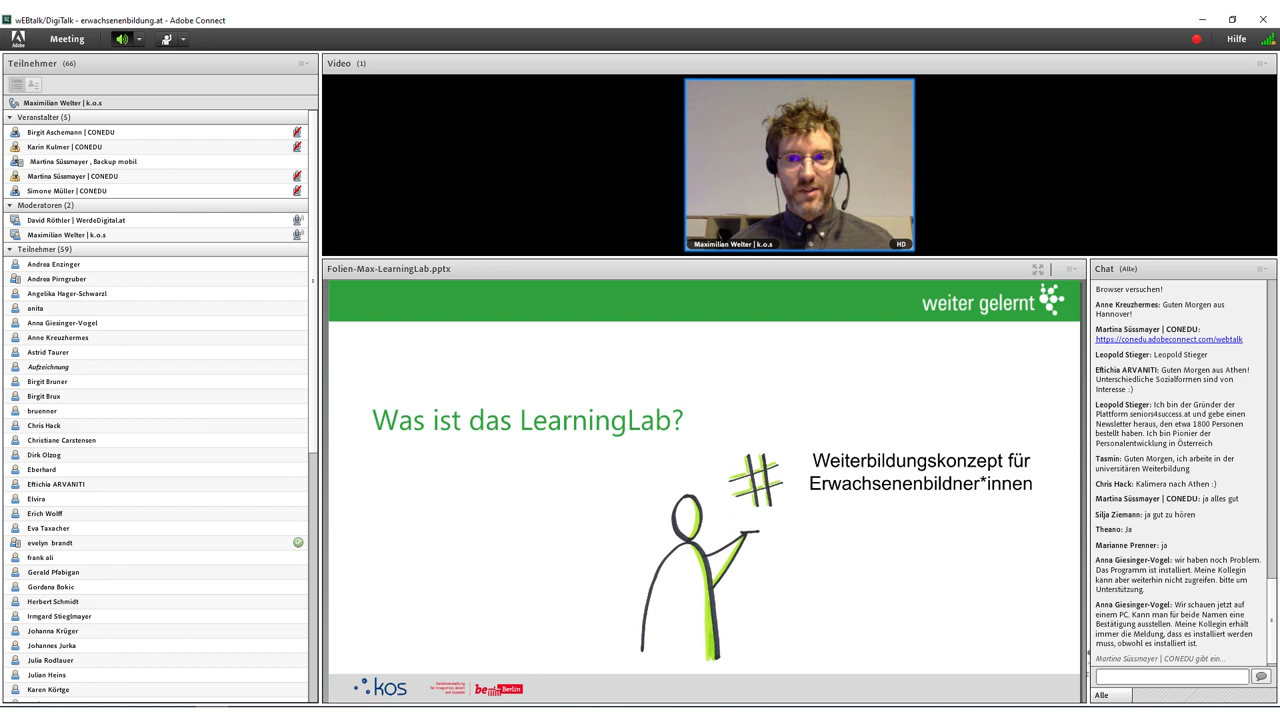 wEBtalk/DigiTalk - erwachsenenbildung.at - Adobe Connect
Adobe
Meeting
Hilfe
Teilnehmer (66)
Maximilian Welter | k.o.s
Veranstalter (5)
Birgit Aschemann | CONEDU
Karin Kulmer | CONEDU
Martina Süssmayer , Backup mobil
Martina Süssmayer | CONEDU
Simone Müller | CONEDU
Moderatoren (2)
David Röthler | WerdeDigital.at
Maximilian Welter | k.o.s
Teilnehmer (59)
Andrea Enzinger
Andrea Pirngruber
Angelika Hager-Schwarzl
anita
Anna Giesinger-Vogel
Anne Kreuzhermes
Astrid Taurer
Aufzeichnung
Birgit Bruner
Birgit Brux
bruenner
Chris Hack
Christiane Carstensen
Dirk Olzog
Eberhard
Eftichia ARVANITI
Elvira
Erich Wolff
Eva Taxacher
evelyn brandt
frank ali
Gerald Pfabigan
Gordana Bokic
Herbert Schmidt
Irmgard Stieglmayer
Johanna Krüger
Johannes Jurka
Julia Rodlauer
Julian Heins
Karen Körtge
Video (1)
Maximilian Welter | k.o.s
HD
Folien-Max-LearningLab.pptx
weiter gelernt
Was ist das LearningLab?
#
Weiterbildungskonzept für
Erwachsenenbildner*innen
kos
be Berlin
Chat (Alle)
Browser versuchen!
Anne Kreuzhermes: Guten Morgen aus
Hannover!
Martina Süssmayer | CONEDU:
https://conedu.adobeconnect.com/webtalk
Leopold Stieger: Leopold Stieger
Eftichia ARVANITI: Guten Morgen aus Athen!
Unterschiedliche Sozialformen sind von
Interesse :)
Leopold Stieger: Ich bin der Gründer der
Plattform seniors4success.at und gebe einen
Newsletter heraus, den etwa 1800 Personen
bestellt haben. Ich bin Pionier der
Personalentwicklung in Österreich
Tasmin: Guten Morgen, ich arbeite in der
universitären Weiterbildung
Chris Hack: Kalimera nach Athen :)
Martina Süssmayer | CONEDU: ja alles gut
Silja Ziemann: ja gut zu hören
Theano: Ja
Marianne Prenner: ja
Anna Giesinger-Vogel: wir haben noch Problem.
Das Programm ist installiert. Meine Kollegin
kann aber weiterhin nicht zugreifen. bitte um
Unterstützung.
Anna Giesinger-Vogel: Wir schauen jetzt auf
einem PC. Kann man für beide Namen eine
Bestätigung ausstellen. Meine Kollegin erhält
immer die Meldung, dass es installiert werden
muss, obwohl es installiert ist.
Martina Süssmayer | CONEDU gibt ein...
Alle